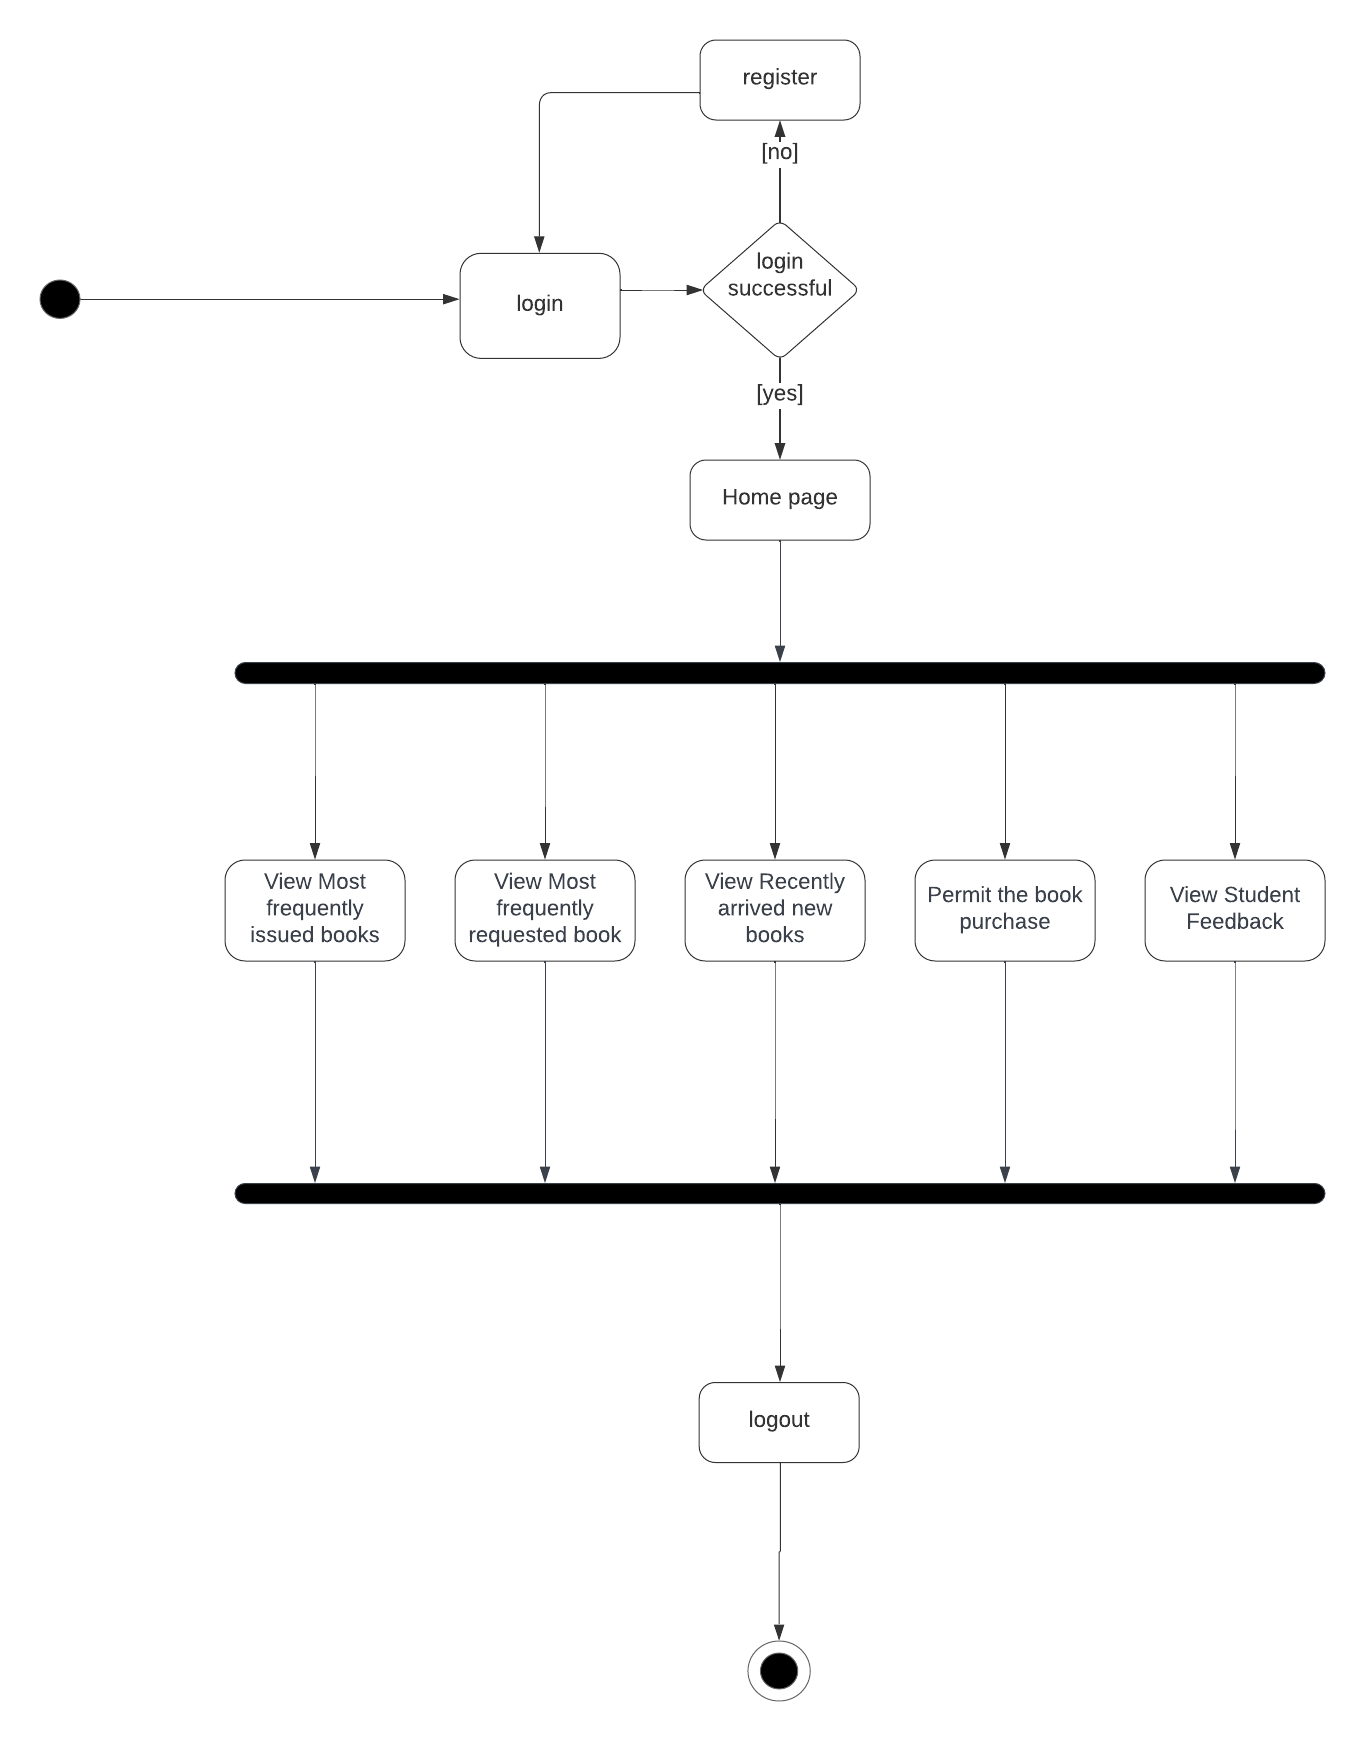 register
[no]
login
successful
login
[yes]
Home page
View Most
frequently
issued books
View Most
frequently
requested book
View Recently
arrived new
books
Permit the book
purchase
View Student
Feedback
logout